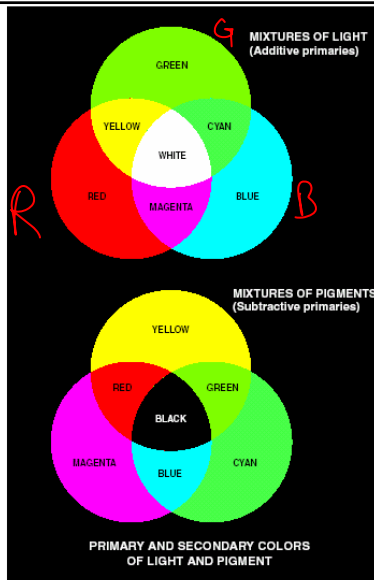 G
MIXTURES OF LIGHT
(Additive primaries)
GREEN
YELLOW
CYAN
WHITE
RED
BLUE
MAGENTA
R
B
MIXTURES OF PIGMENTS
(Subtractive primaries)
YELLOW
RED
GREEN
BLACK
MAGENTA
CYAN
BLUE
PRIMARY AND SECONDARY COLORS
OF LIGHT AND PIGMENT